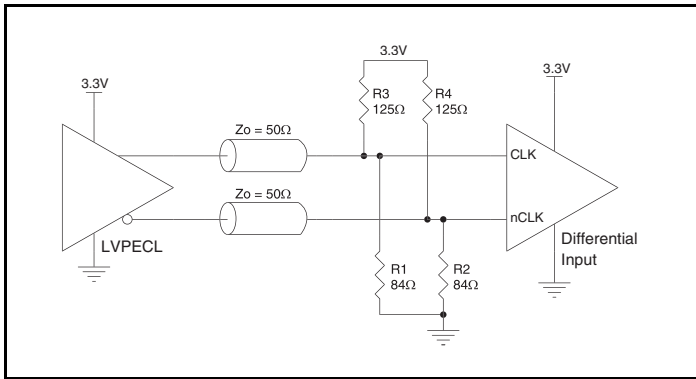 3.3V
3.3V
3.3V
R3
125Ω
R4
125Ω
Zo = 50Ω
CLK
Zo = 50Ω
nCLK
LVPECL
Differential
Input
R1
84Ω
R2
84Ω